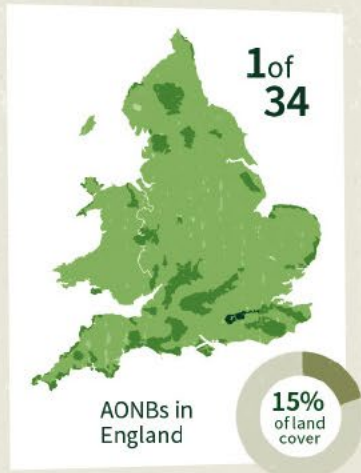 1of
34
AONBs in
England
15%
of land
cover